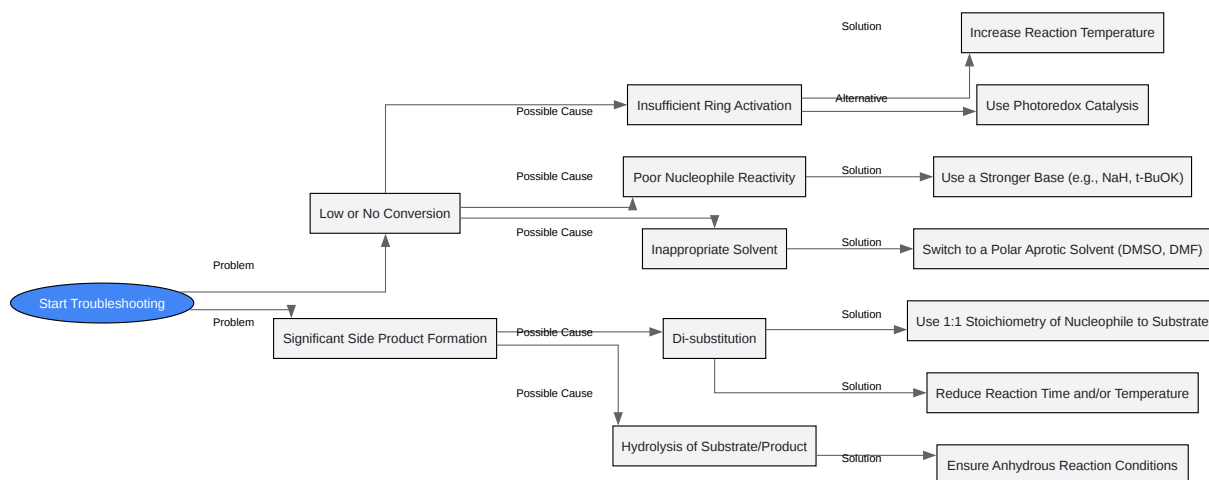 Solution
Increase Reaction Temperature
Insufficient Ring Activation
Alternative
Use Photoredox Catalysis
Possible Cause
Possible Cause
Poor Nucleophile Reactivity
Solution
Use a Stronger Base (e.g., NaH, t-BuOK)
Low or No Conversion
Possible Cause
Inappropriate Solvent
Solution
Switch to a Polar Aprotic Solvent (DMSO, DMF)
Problem
Start Troubleshooting
Problem
Significant Side Product Formation
Possible Cause
Di-substitution
Solution
Use 1:1 Stoichiometry of Nucleophile to Substrate
Solution
Reduce Reaction Time and/or Temperature
Possible Cause
Hydrolysis of Substrate/Product
Solution
Ensure Anhydrous Reaction Conditions